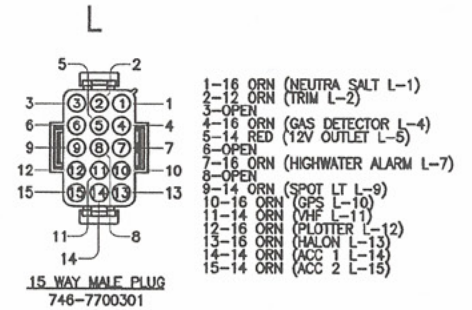 L
5
2
3
3
2
1
1
6
6
5
4
4
9
9
8
7
7
12
12
11
10
10
15
15
14
13
13
11
8
14
15 WAY MALE PLUG
746-7700301
1-16 ORN (NEUTRA SALT L-1)
2-12 ORN (TRIM L-2)
3-OPEN
4-16 ORN (GAS DETECTOR L-4)
5-14 RED (12V OUTLET L-5)
6-OPEN
7-16 ORN (HIGHWATER ALARM L-7)
8-OPEN
9-14 ORN (SPOT LT L-9)
10-16 ORN (GPS L-10)
11-14 ORN (VHF L-11)
12-16 ORN (PLOTTER L-12)
13-16 ORN (HALON L-13)
14-14 ORN (ACC 1 L-14)
15-14 ORN (ACC 2 L-15)